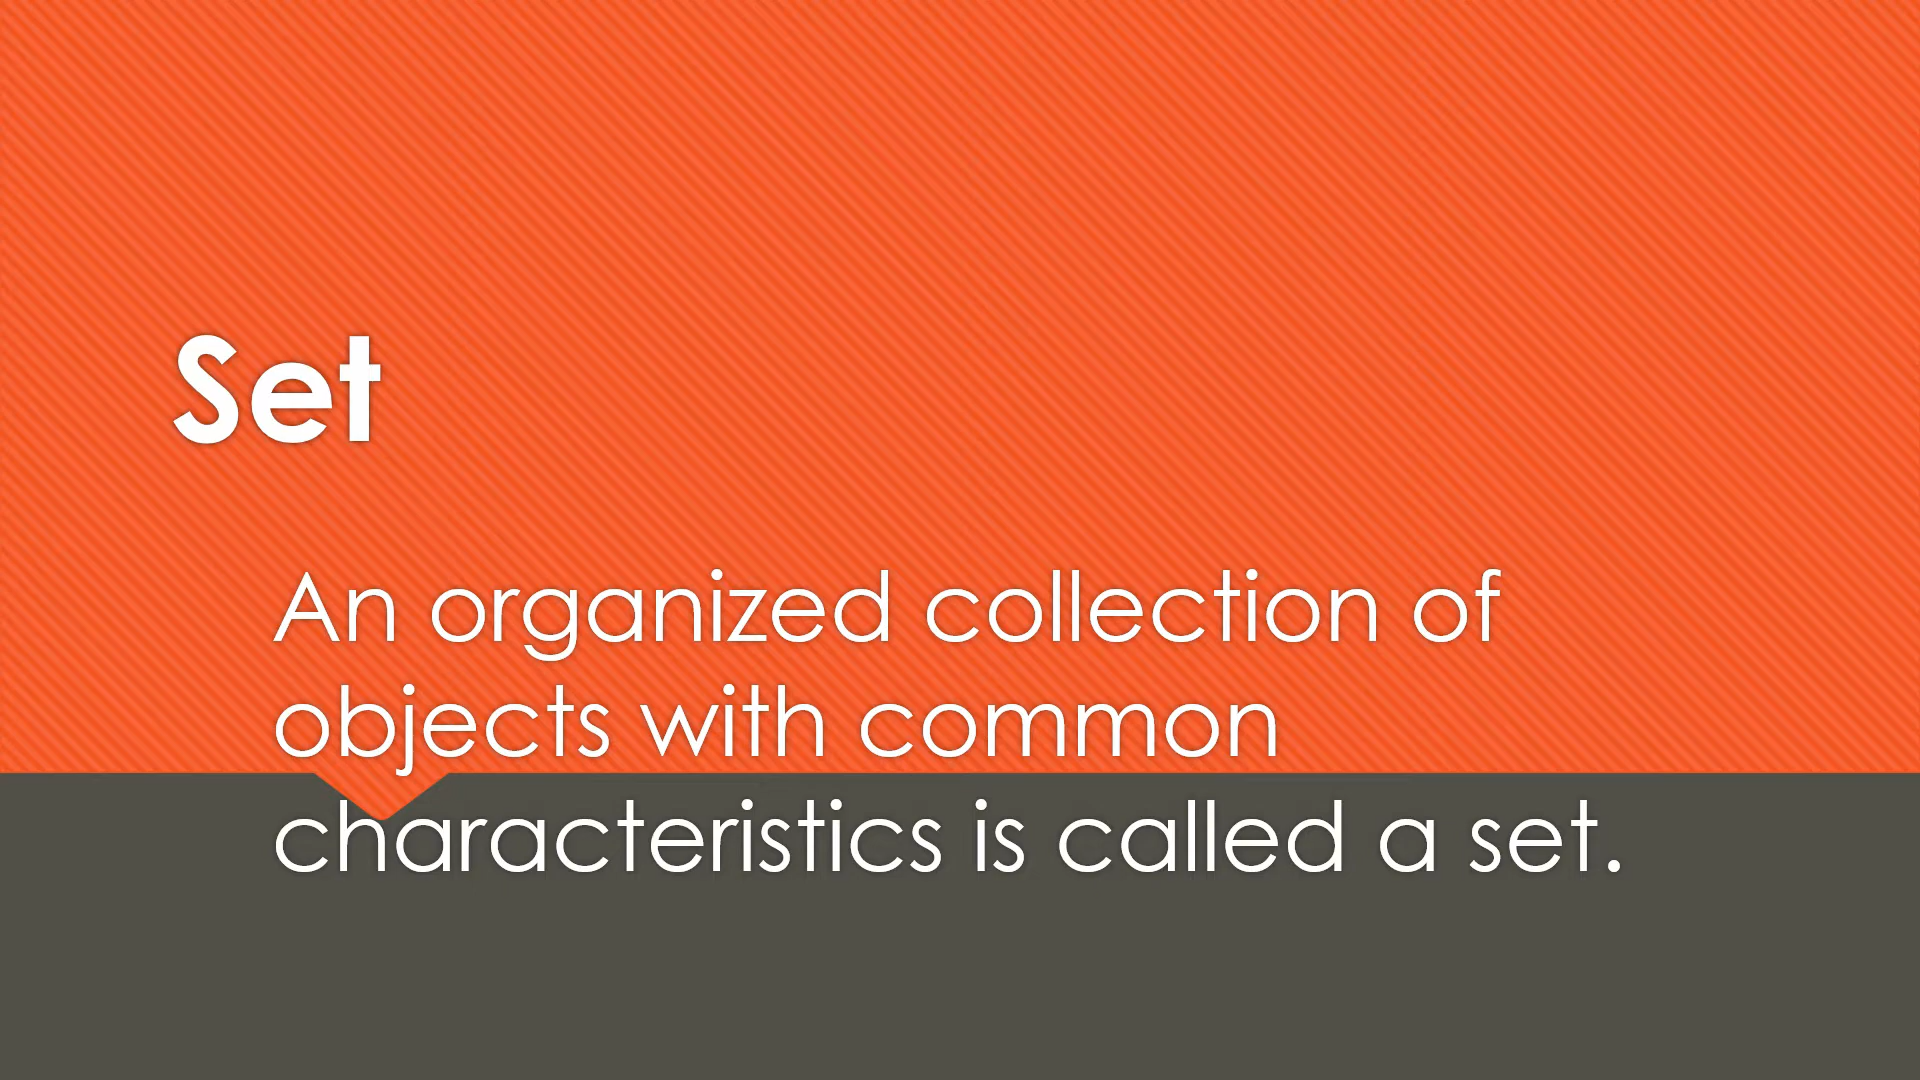 Set
An organized collection of
objects with common
characteristics is called a set.